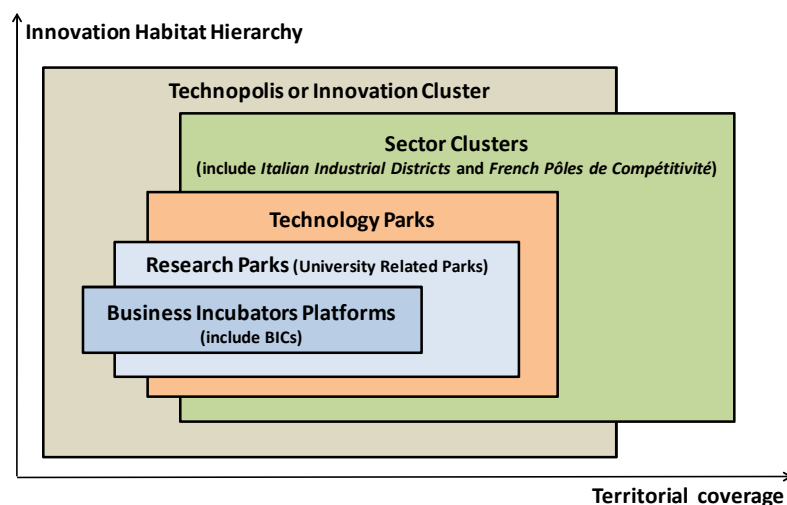 Innovation Habitat Hierarchy
Technopolis or Innovation Cluster
Sector Clusters
(include Italian Industrial Districts and French Pôles de Compétitivité)
Technology Parks
Research Parks (University Related Parks)
Business Incubators Platforms
(include BICs)
Territorial coverage